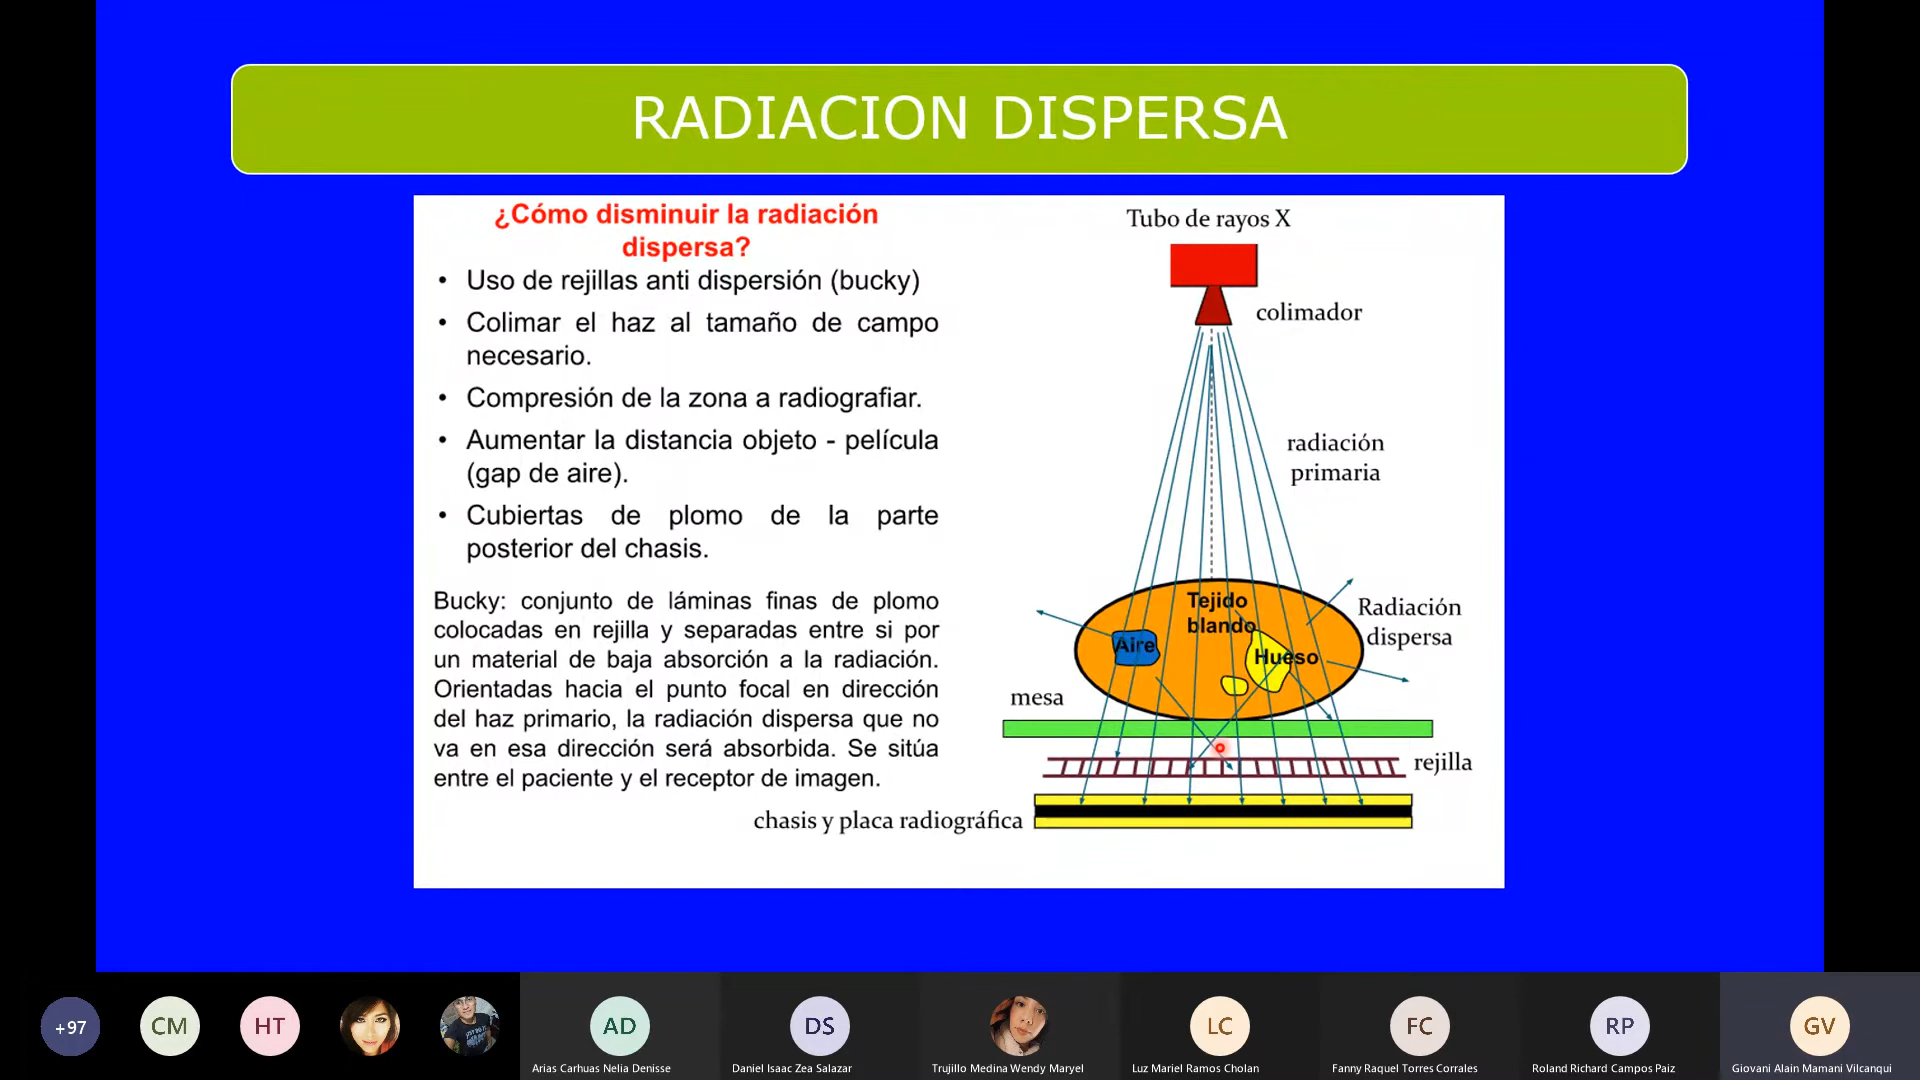 RADIACION DISPERSA
¿Cómo disminuir la radiación
dispersa?
• Uso de rejillas anti dispersión (bucky)
• Colimar el haz al tamaño de campo
necesario.
• Compresión de la zona a radiografiar.
• Aumentar la distancia objeto - película
(gap de aire).
• Cubiertas de plomo de la parte
posterior del chasis.
Bucky: conjunto de láminas finas de plomo
colocadas en rejilla y separadas entre si por
un material de baja absorción a la radiación.
Orientadas hacia el punto focal en dirección
del haz primario, la radiación dispersa que no
va en esa dirección será absorbida. Se sitúa
entre el paciente y el receptor de imagen.
Tubo de rayos X
colimador
radiación
primaria
Tejido
blando
Aire
Hueso
Radiación
dispersa
mesa
rejilla
chasis y placa radiográfica
+97
CM
HT
AD
DS
LC
FC
RP
GV
Arias Carhuas Nelia Denisse
Daniel Isaac Zea Salazar
Trujillo Medina Wendy Maryel
Luz Mariel Ramos Cholan
Fanny Raquel Torres Corrales
Roland Richard Campos Paiz
Giovani Alain Mamani Vilcanqui